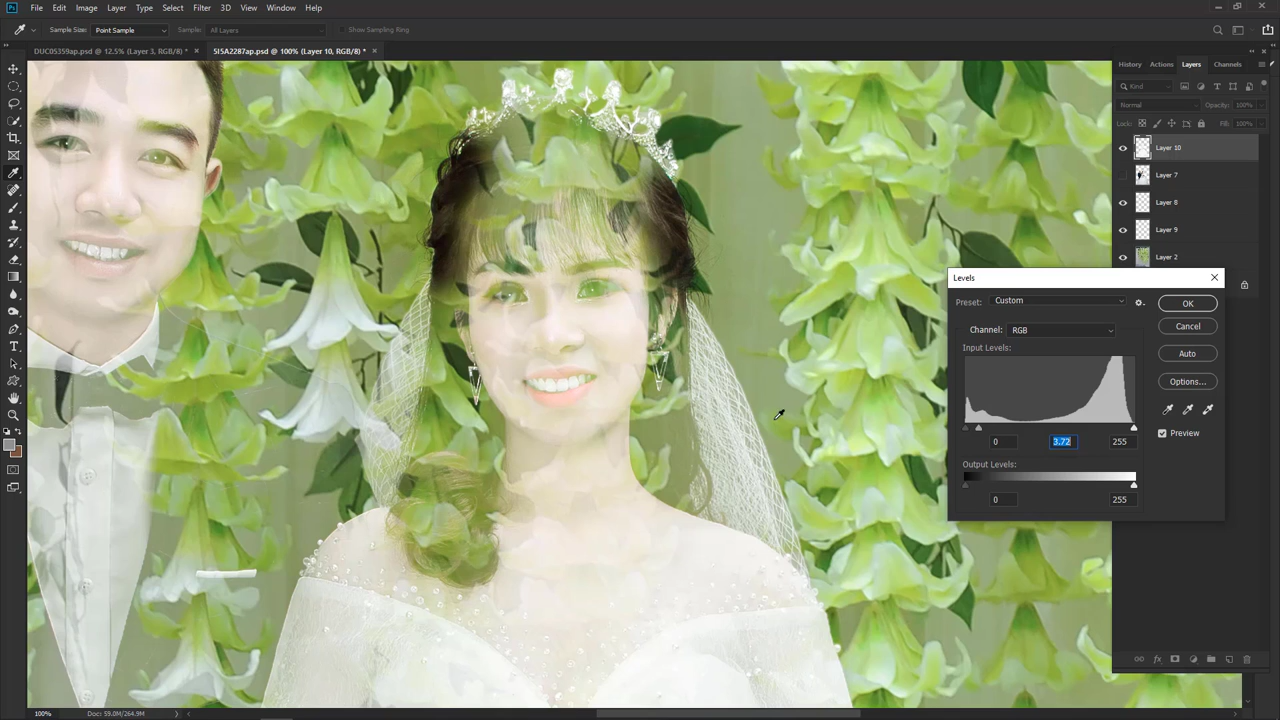 Ps File Edit Image Layer Type Select Filter 3D View Window Help
Sample Size: Point Sample Sample: All Layers Show Sampling Ring
DUC05359ap.psd @ 12.5% (Layer 3, RGB/8) * × 5I5A2287ap.psd @ 100% (Layer 10, RGB/8) * ×
History Actions Layers Channels
Kind
Normal Opacity: 100%
Lock: Fill: 100%
Layer 10
Layer 7
Layer 8
Layer 9
Layer 2
Levels
Preset: Custom OK
Channel: RGB Cancel
Input Levels: Auto
Options...
Preview
0 3.72 255
Output Levels:
0 255
100% Doc: 59.0M/264.9M